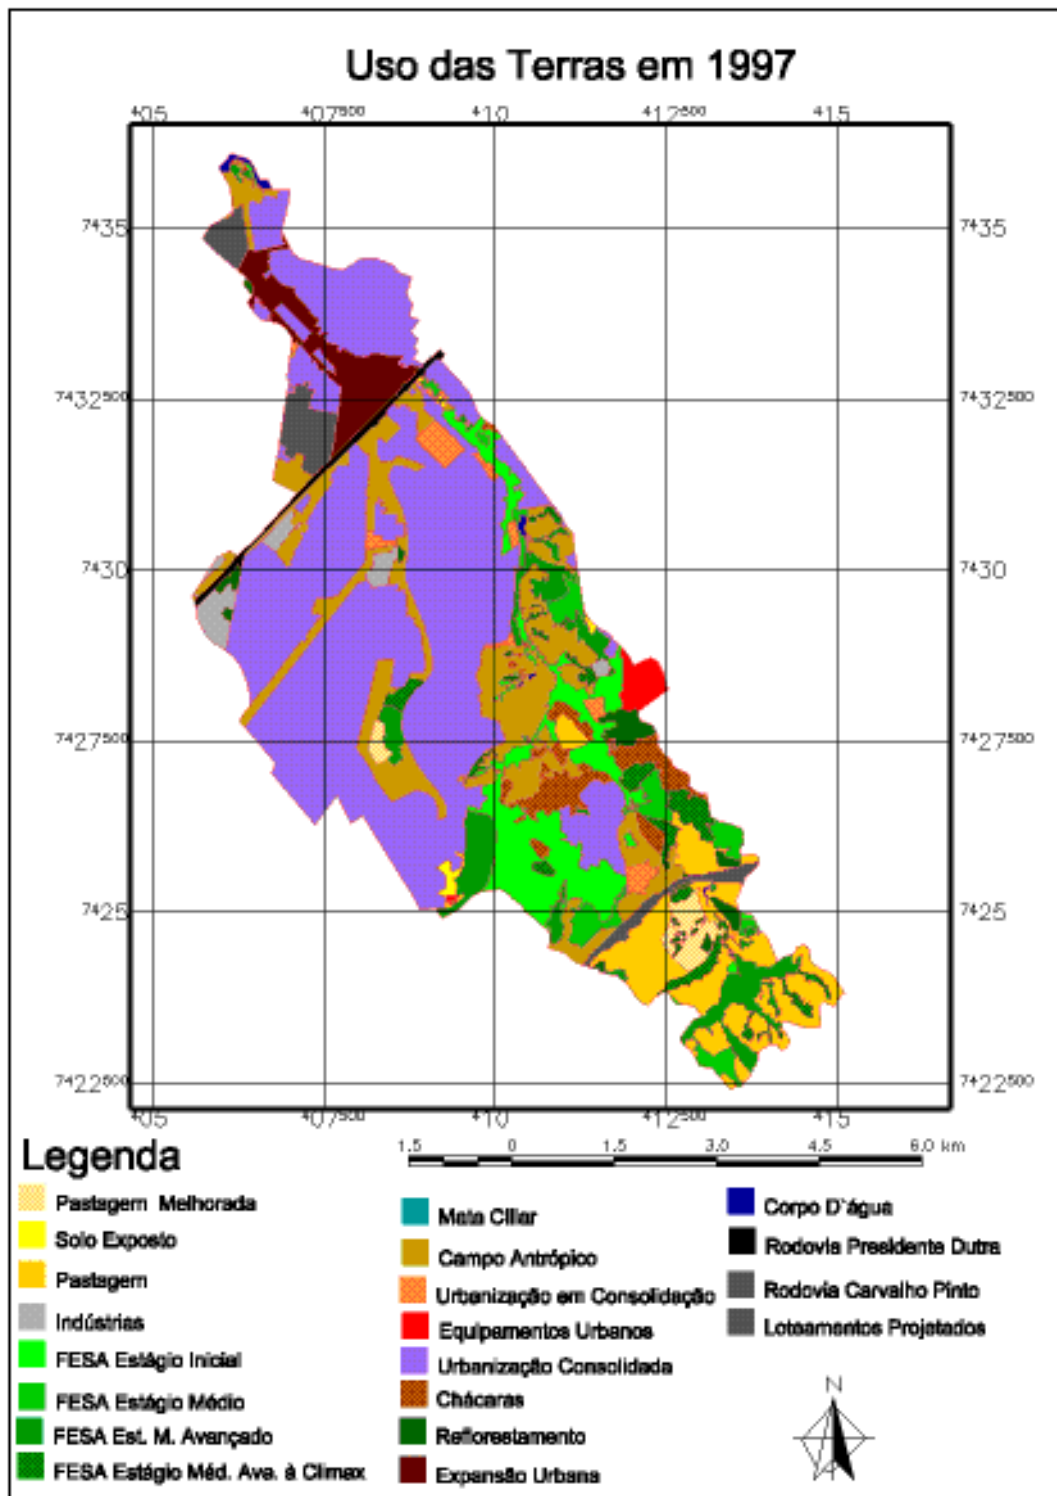 Uso das Terras em 1997
405 407500 410 412500 415
7435 7435
7432500 7432500
7430 7430
7427500 7427500
7425 7425
7422500 7422500
405 407500 410 412500 415
Legenda
1.5 0 1.5 3.0 4.5 6.0 km
Pastagem Melhorada
Solo Exposto
Pastagem
Indústrias
FESA Estágio Inicial
FESA Estágio Médio
FESA Est. M. Avançado
FESA Estágio Méd. Ava. à Climax
Mata Ciliar
Campo Antrópico
Urbanização em Consolidação
Equipamentos Urbanos
Urbanização Consolidada
Chácaras
Reflorestamento
Expansão Urbana
Corpo D`água
Rodovia Presidente Dutra
Rodovia Carvalho Pinto
Loteamentos Projetados
N